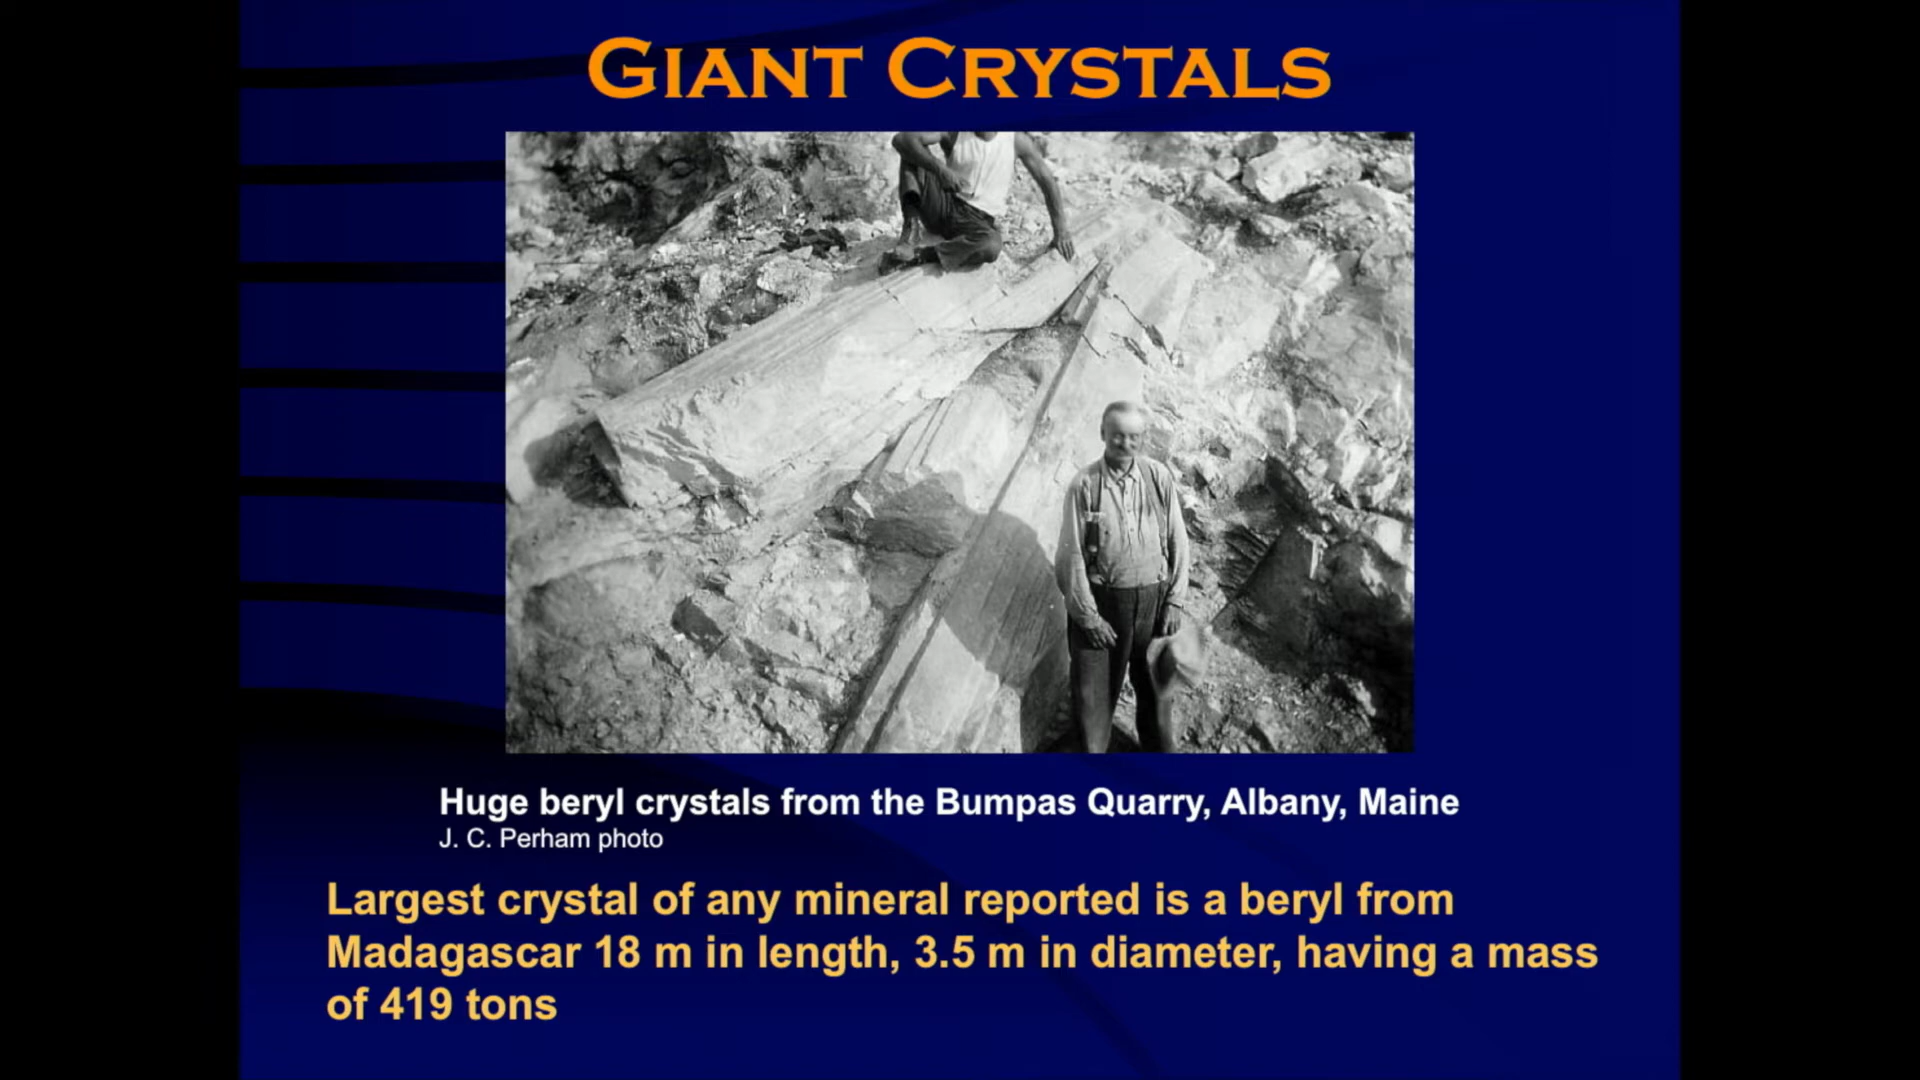 GIANT CRYSTALS
Huge beryl crystals from the Bumpas Quarry, Albany, Maine
J. C. Perham photo
Largest crystal of any mineral reported is a beryl from
Madagascar 18 m in length, 3.5 m in diameter, having a mass
of 419 tons